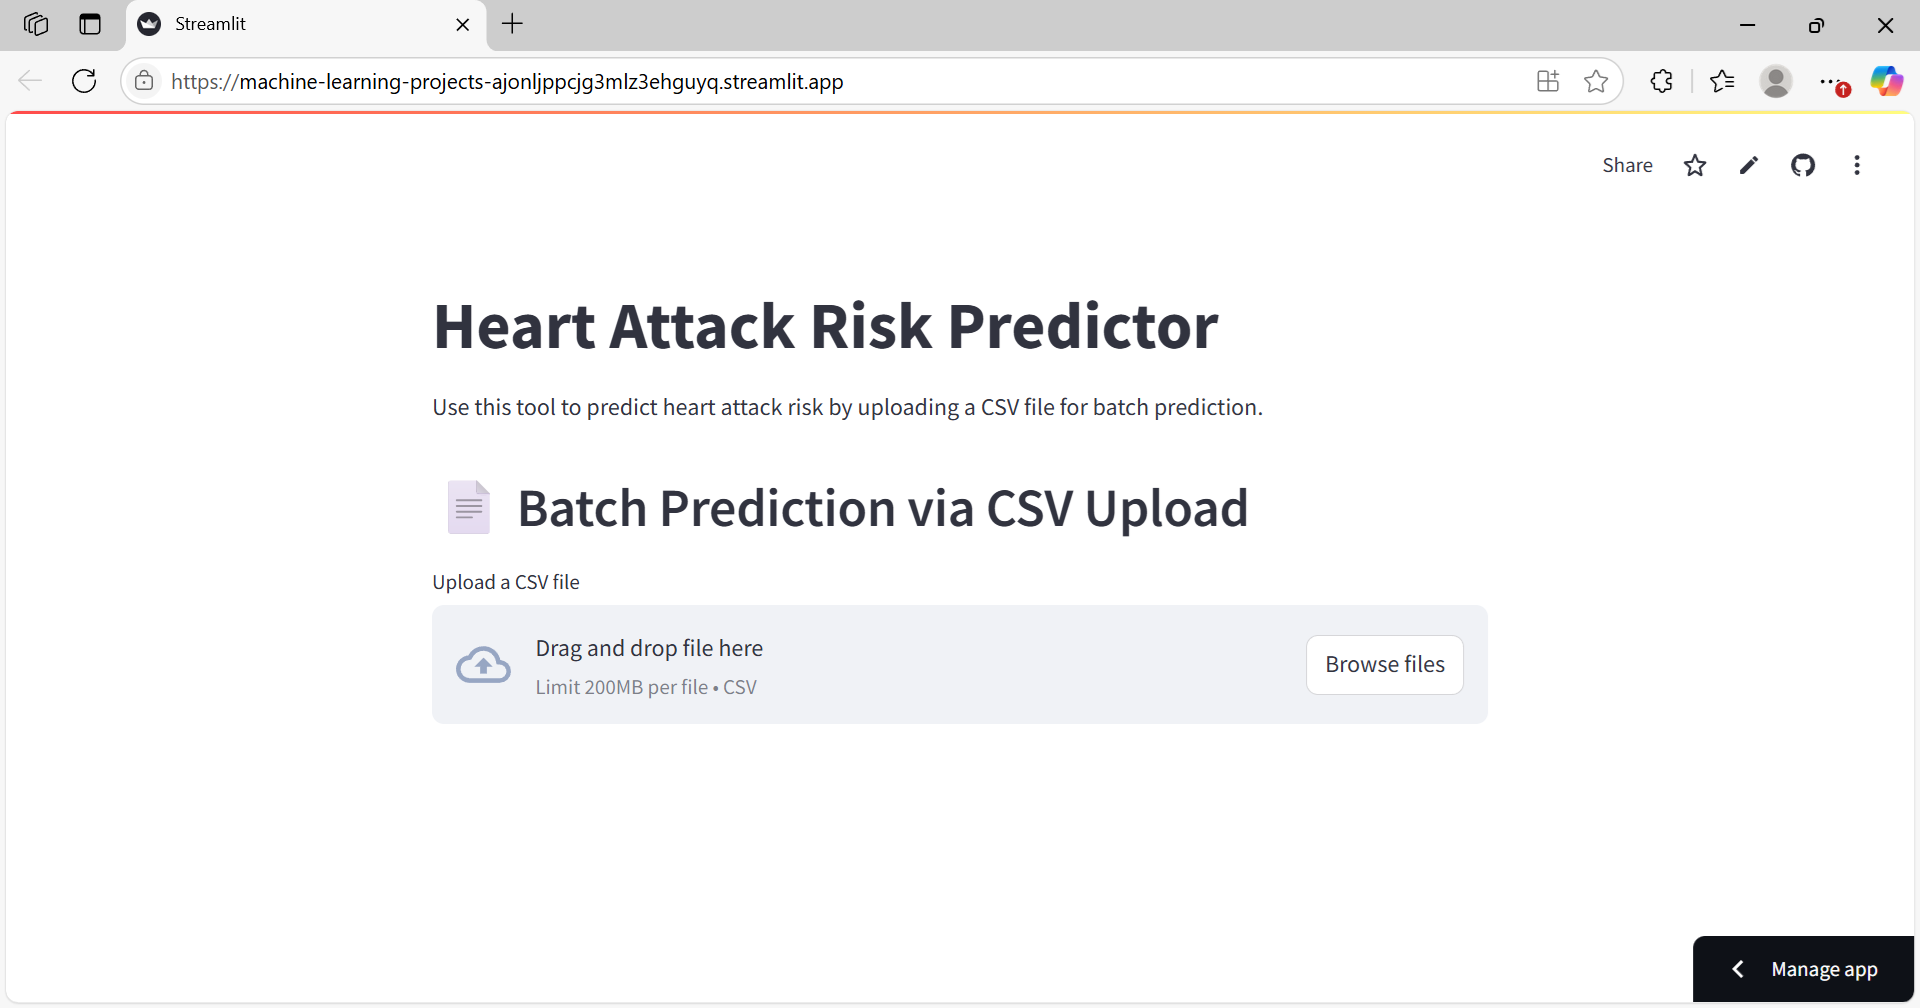 Streamlit
https://machine-learning-projects-ajonljppcjg3mlz3ehguyq.streamlit.app
Share
Heart Attack Risk Predictor
Use this tool to predict heart attack risk by uploading a CSV file for batch prediction.
Batch Prediction via CSV Upload
Upload a CSV file
Drag and drop file here
Limit 200MB per file • CSV
Browse files
Manage app